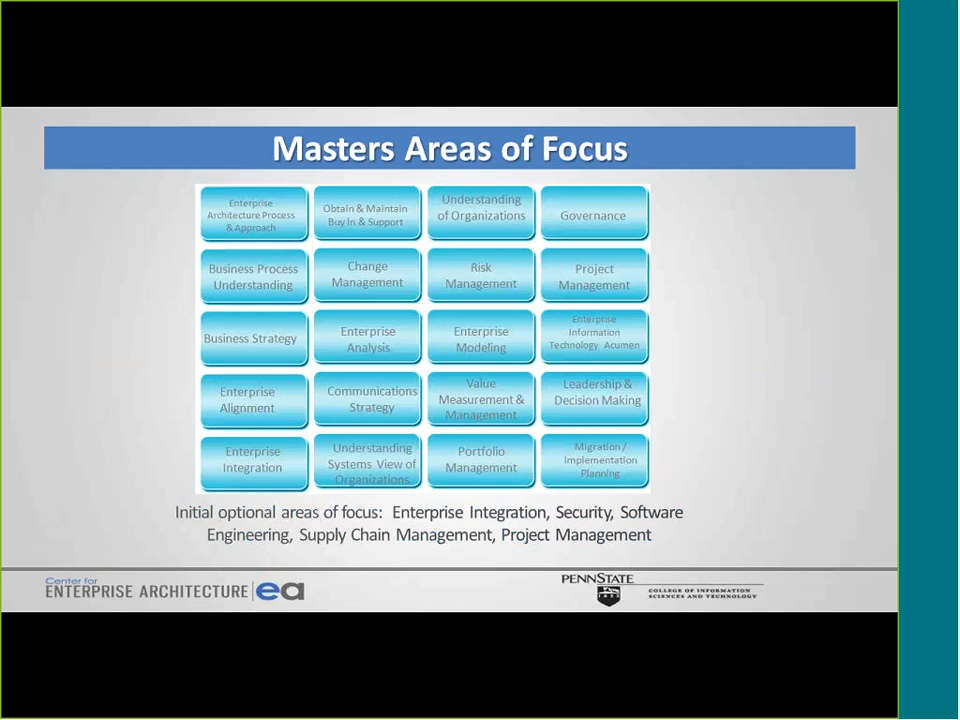 Masters Areas of Focus
Enterprise
Architecture Process
& Approach
Obtain & Maintain
Buy In & Support
Understanding
of Organizations
Governance
Business Process
Understanding
Change
Management
Risk
Management
Project
Management
Business Strategy
Enterprise
Analysis
Enterprise
Modeling
Enterprise
Information
Technology Acumen
Enterprise
Alignment
Communications
Strategy
Value
Measurement &
Management
Leadership &
Decision Making
Enterprise
Integration
Understanding
Systems View of
Organizations
Portfolio
Management
Migration /
Implementation
Planning
Initial optional areas of focus: Enterprise Integration, Security, Software
Engineering, Supply Chain Management, Project Management
Center for
ENTERPRISE ARCHITECTURE ea
PENNSTATE
1855
COLLEGE OF INFORMATION
SCIENCES AND TECHNOLOGY